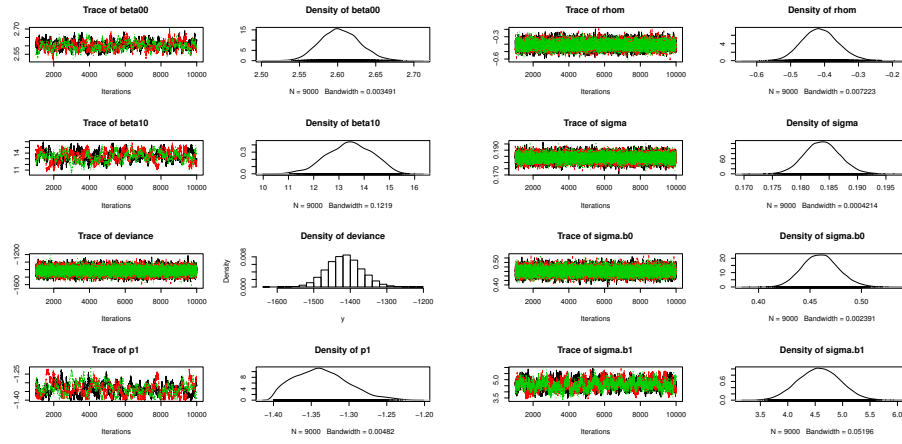 Trace of beta00
2.55 2.70
2000 4000 6000 8000 10000
Iterations
Density of beta00
0 5 15
2.50 2.55 2.60 2.65 2.70
N = 9000 Bandwidth = 0.003491
Trace of rhom
−0.6 −0.3
2000 4000 6000 8000 10000
Iterations
Density of rhom
0 4
−0.6 −0.5 −0.4 −0.3 −0.2
N = 9000 Bandwidth = 0.007223
Trace of beta10
11 14
2000 4000 6000 8000 10000
Iterations
Density of beta10
0.0 0.3
10 11 12 13 14 15 16
N = 9000 Bandwidth = 0.1219
Trace of sigma
0.170 0.190
2000 4000 6000 8000 10000
Iterations
Density of sigma
0 60
0.170 0.175 0.180 0.185 0.190 0.195
N = 9000 Bandwidth = 0.0004214
Trace of deviance
−1600 −1200
2000 4000 6000 8000 10000
Iterations
Density of deviance
Density
0.000 0.008
−1600 −1500 −1400 −1300 −1200
y
Trace of sigma.b0
0.40 0.50
2000 4000 6000 8000 10000
Iterations
Density of sigma.b0
0 10 20
0.40 0.45 0.50
N = 9000 Bandwidth = 0.002391
Trace of p1
−1.40 −1.25
2000 4000 6000 8000 10000
Iterations
Density of p1
0 4 8
−1.40 −1.35 −1.30 −1.25 −1.20
N = 9000 Bandwidth = 0.00482
Trace of sigma.b1
3.5 5.0
2000 4000 6000 8000 10000
Iterations
Density of sigma.b1
0.0 0.6
3.5 4.0 4.5 5.0 5.5 6.0
N = 9000 Bandwidth = 0.05196